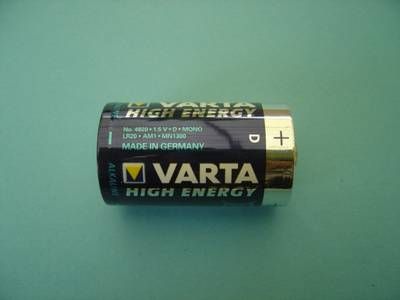 VARTA
HIGH ENERGY
No. 4920 • 1.5 V • D • MONO
LR20 • AM1 • MN1300
MADE IN GERMANY
D
+
VARTA
HIGH ENERGY